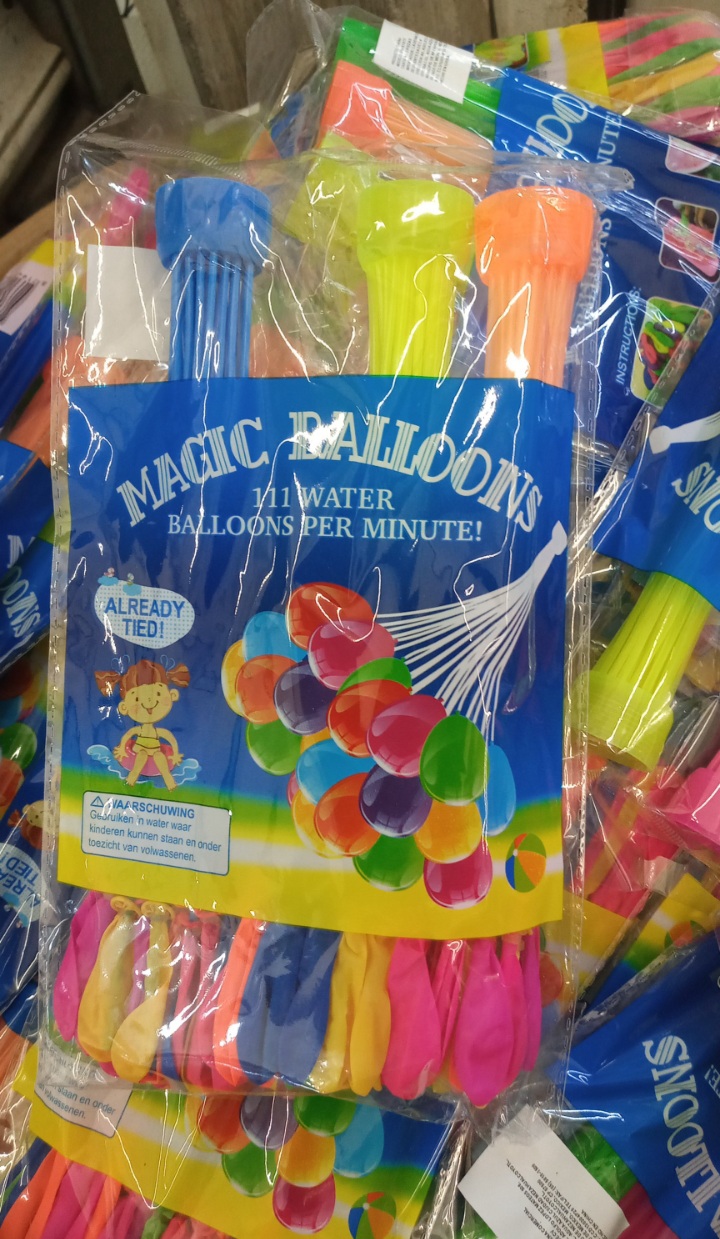 MAGIC BALLOONS
111 WATER
BALLOONS PER MINUTE!
ALREADY
TIED!
WAARSCHUWING
Gebruiken 'n water waar
kinderen kunnen staan en onder
toezicht van volwassenen.
INSTRUCTIONS: